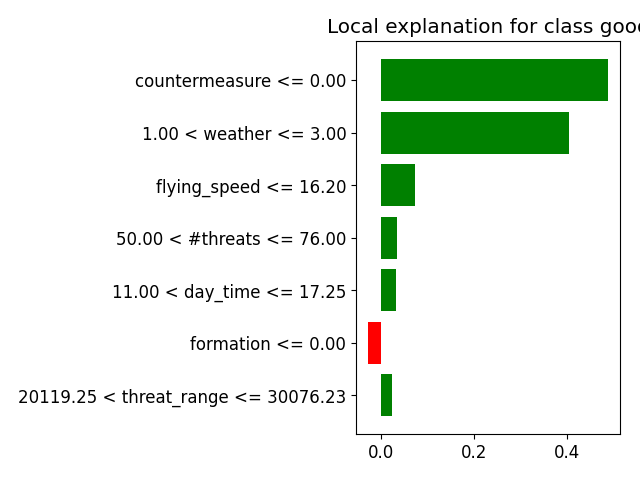 Local explanation for class good
countermeasure <= 0.00
1.00 < weather <= 3.00
flying_speed <= 16.20
50.00 < #threats <= 76.00
11.00 < day_time <= 17.25
formation <= 0.00
20119.25 < threat_range <= 30076.23
0.0 0.2 0.4